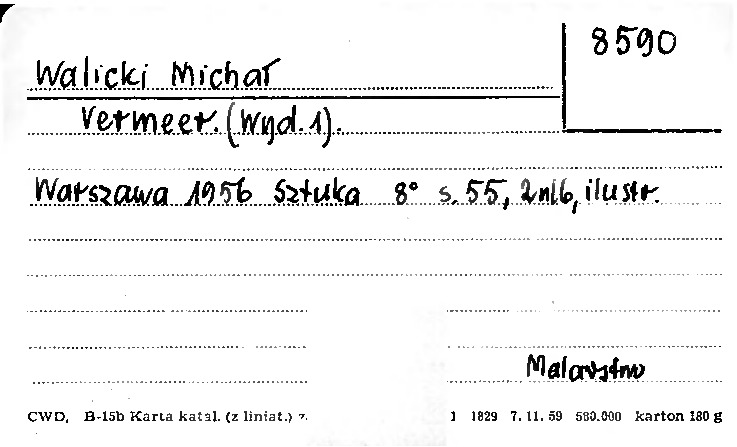 8590
Walicki Michał
Vermeer. (Wyd. 1).
Warszawa 1956 Sztuka 8° s. 55, 2nlb, ilustr.
Malarstwo
CWD, B-15b Karta katal. (z liniat.) z. 1 1829 7.11.59 580.000 karton 180 g